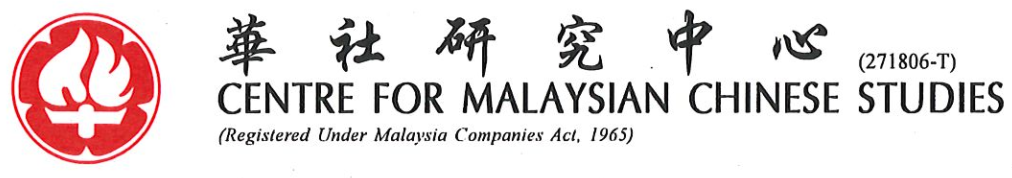 華社研究中心 (271806-T)
CENTRE FOR MALAYSIAN CHINESE STUDIES
(Registered Under Malaysia Companies Act, 1965)